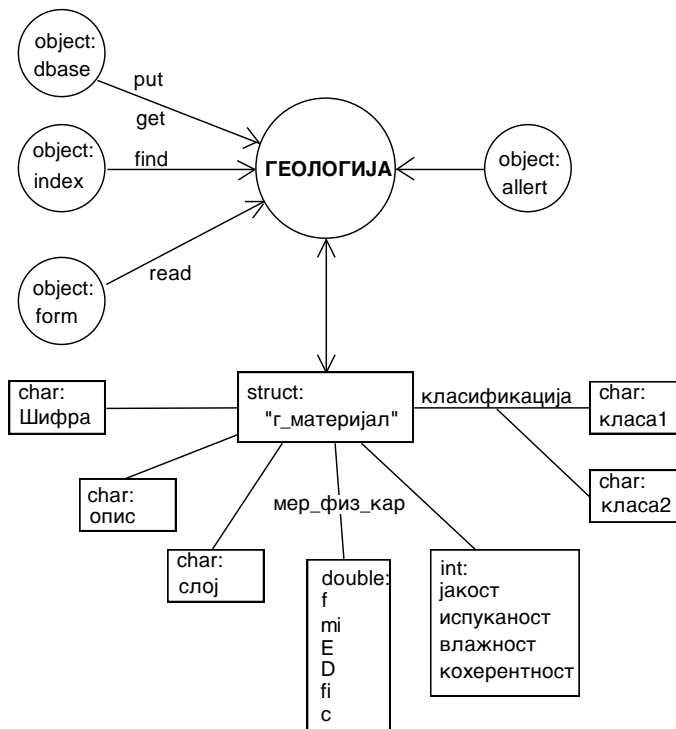 object:
dbase
put
get
object:
index
find
ГЕОЛОГИЈА
object:
allert
object:
form
read
char:
Шифра
struct:
"г_материјал"
класификација
char:
класа1
char:
опис
char:
класа2
мер_физ_кар
char:
слој
double:
f
mi
E
D
fi
c
int:
јакост
испуканост
влажност
кохерентност